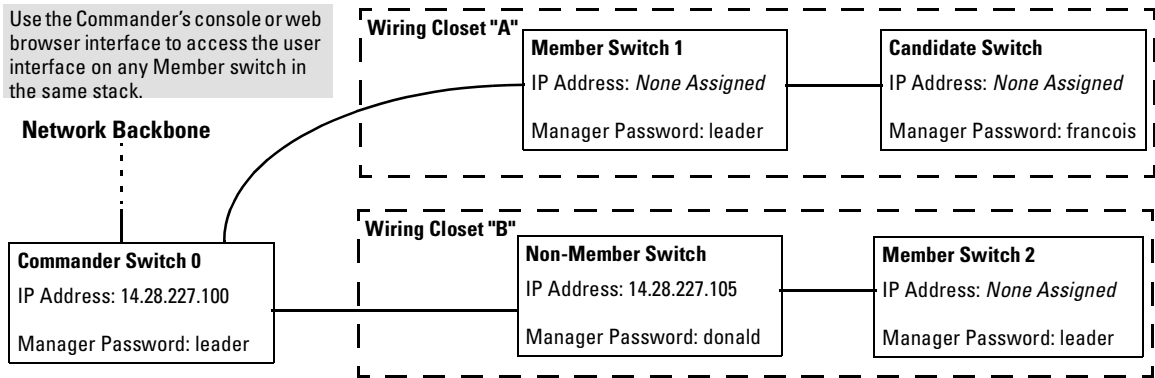 Use the Commander's console or web
browser interface to access the user
interface on any Member switch in
the same stack.
Network Backbone
Commander Switch 0
IP Address: 14.28.227.100
Manager Password: leader
Wiring Closet "A"
Member Switch 1
IP Address: None Assigned
Manager Password: leader
Candidate Switch
IP Address: None Assigned
Manager Password: francois
Wiring Closet "B"
Non-Member Switch
IP Address: 14.28.227.105
Manager Password: donald
Member Switch 2
IP Address: None Assigned
Manager Password: leader